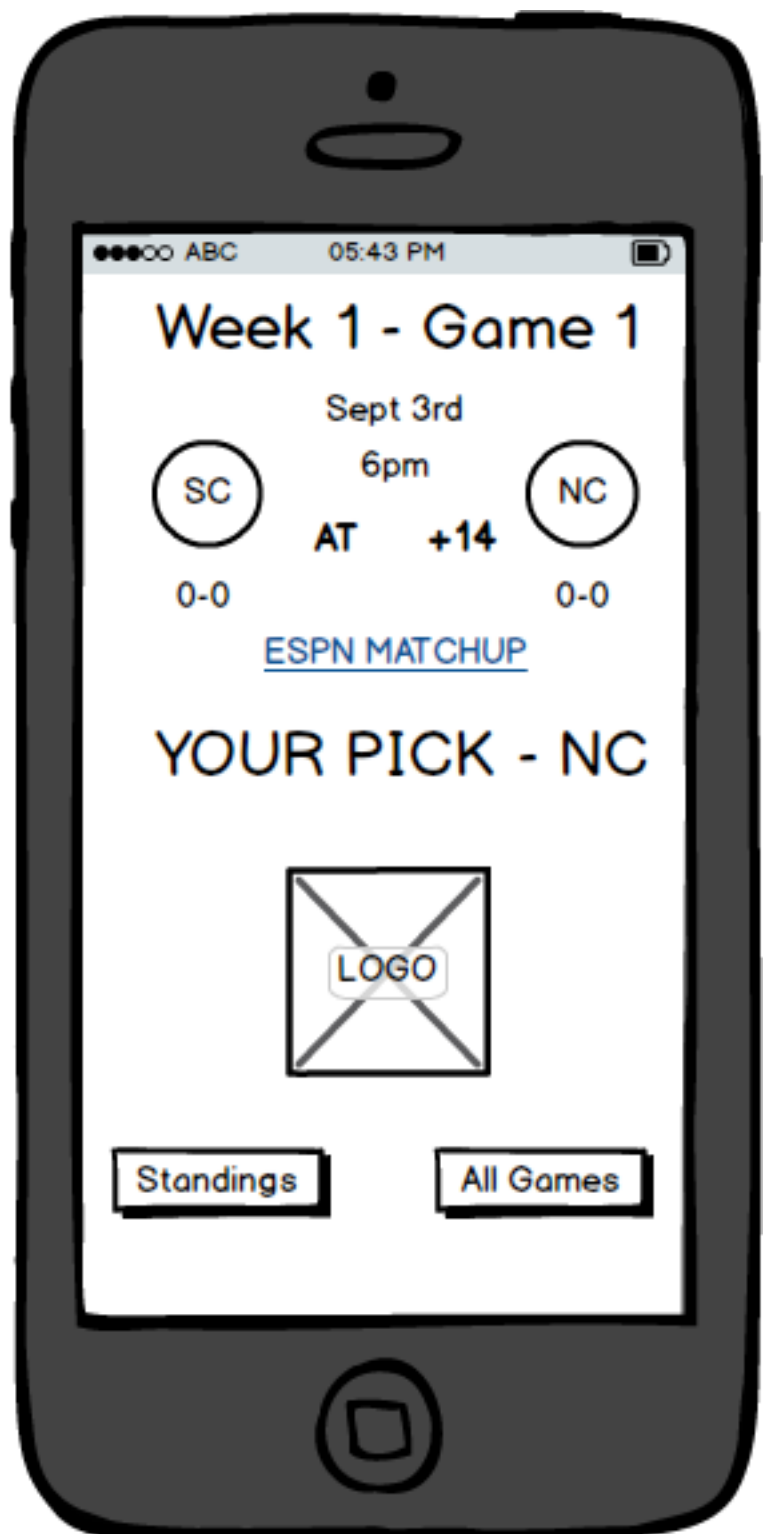 ABC 05:43 PM
Week 1 - Game 1
Sept 3rd
6pm
SC NC
AT +14
0-0 0-0
ESPN MATCHUP
YOUR PICK - NC
LOGO
Standings All Games